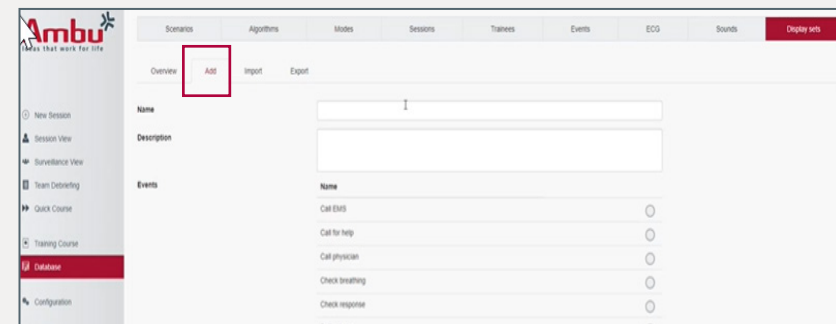 Ambu
Ideas that work for life
Scenarios Algorithms Modes Sessions Trainees Events ECG Sounds Display sets
Overview Add Import Export
New Session
Session View
Surveillance View
Team Debriefing
Quick Course
Training Course
Database
Configuration
Name
Description
Events
Name
Call EMS
Call for help
Call physician
Check breathing
Check response